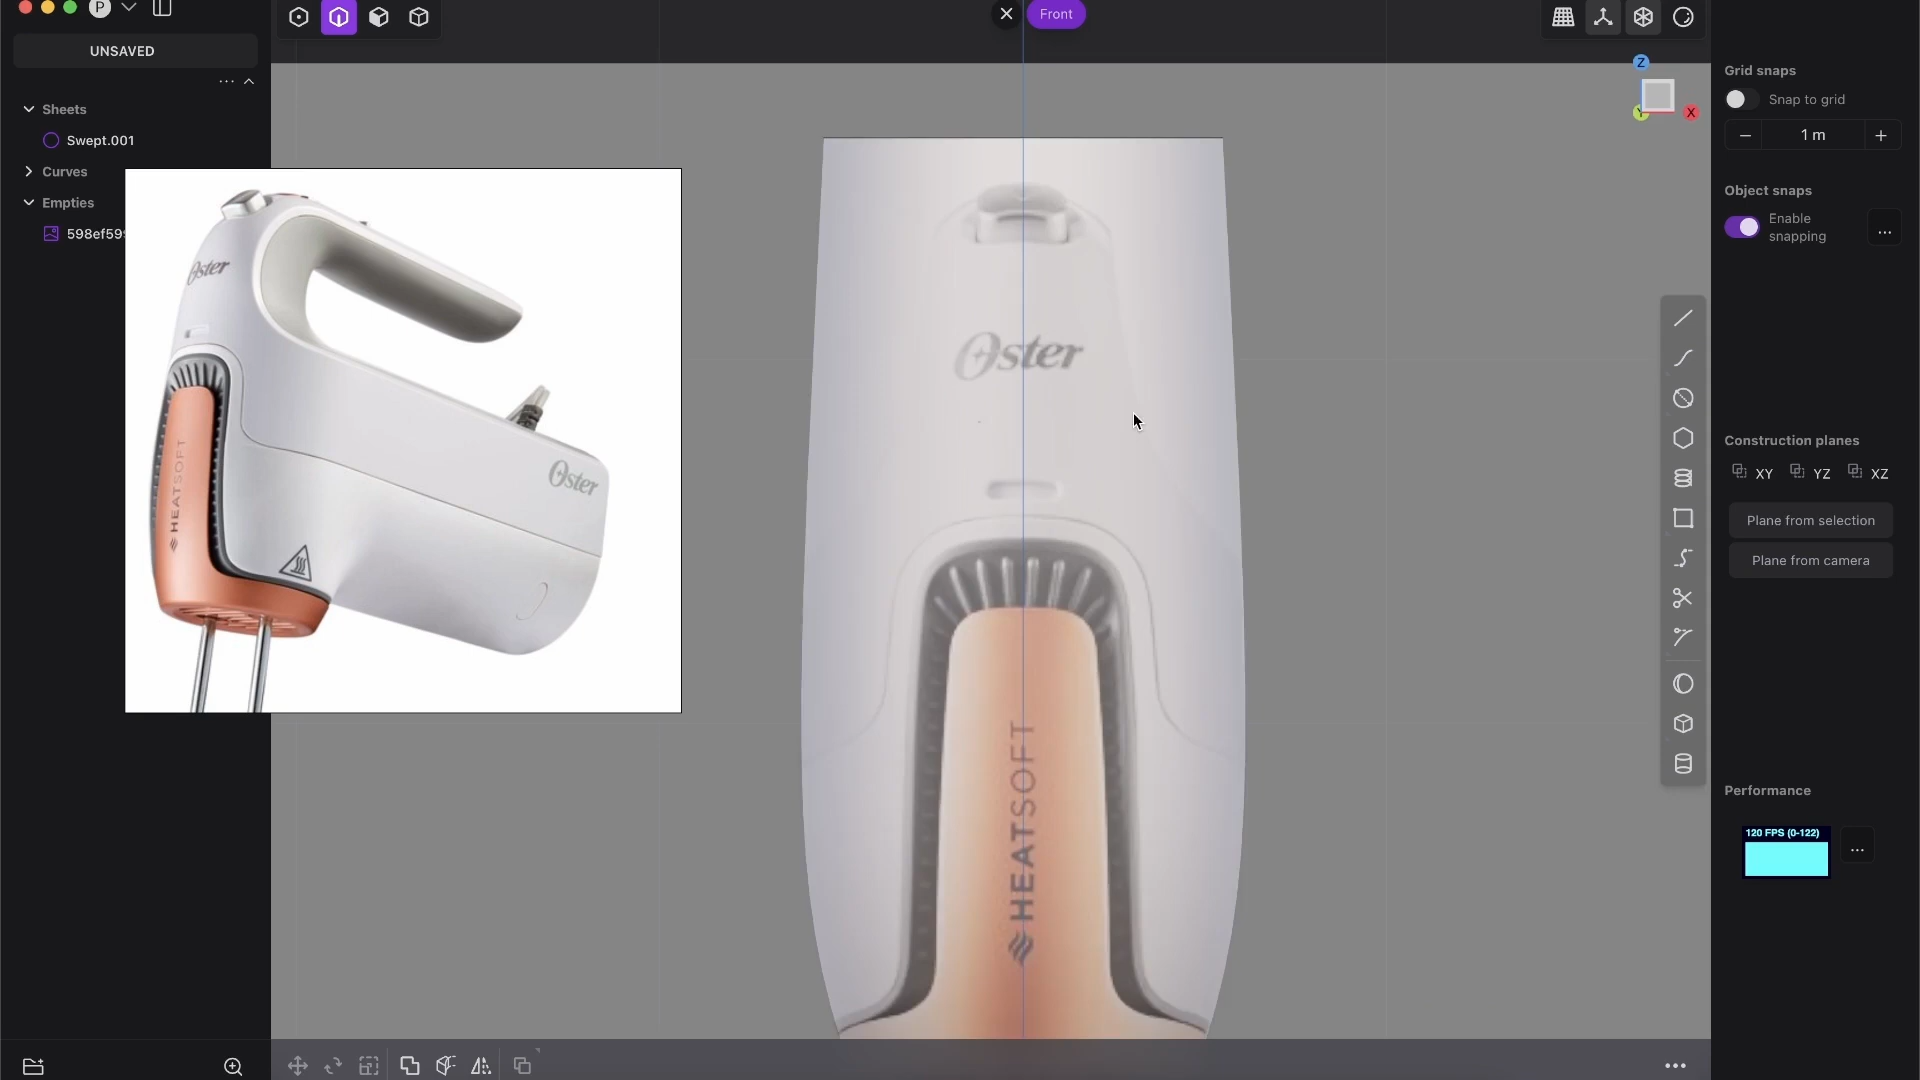 P
UNSAVED
Sheets
Swept.001
Curves
Empties
598ef59
Front
Z
X
Oster
HEATSOFT
Oster
Oster
HEATSOFT
Grid snaps
Snap to grid
1 m
Object snaps
Enable
snapping
Construction planes
XY YZ XZ
Plane from selection
Plane from camera
Performance
120 FPS (0-122)